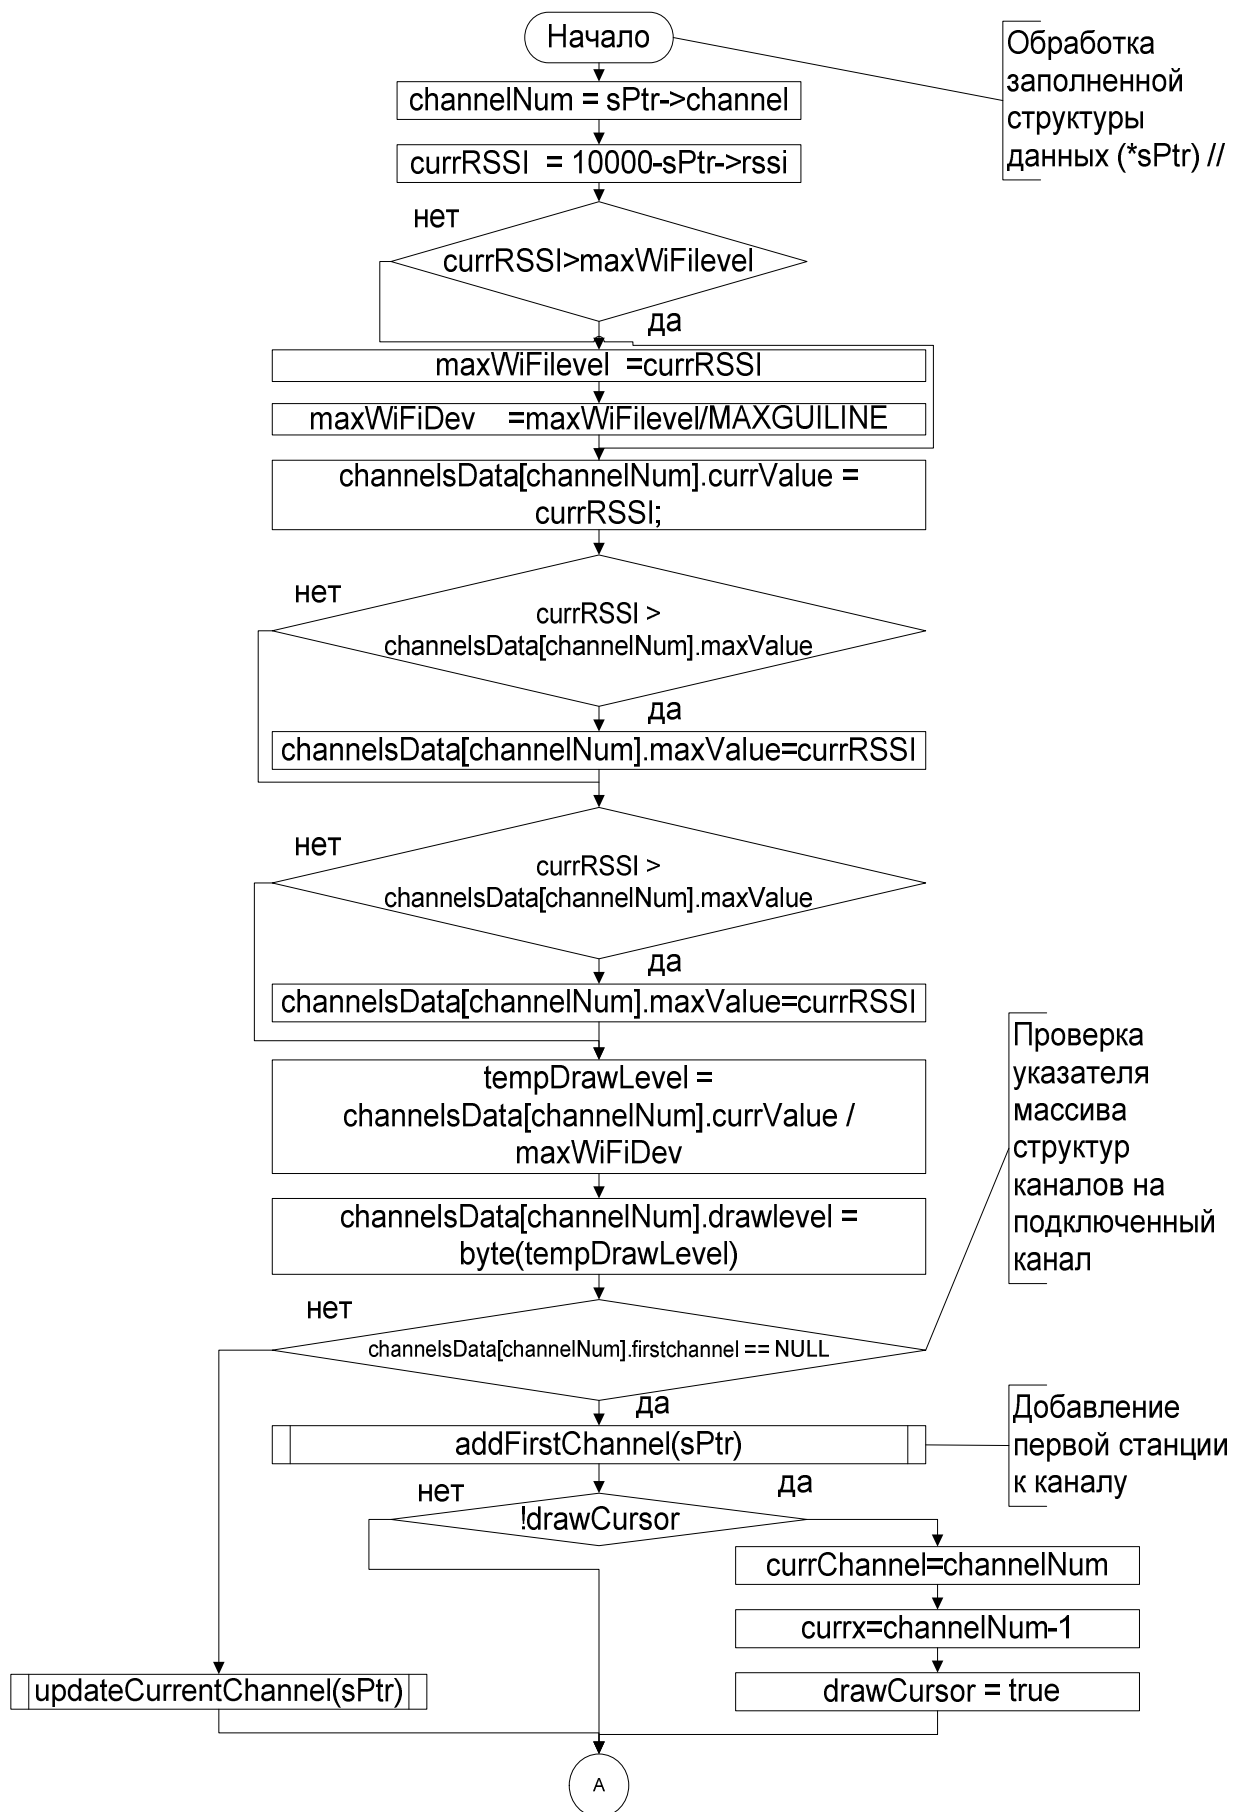 Начало
Обработка
заполненной
структуры
данных (*sPtr) //
channelNum = sPtr->channel
currRSSI = 10000-sPtr->rssi
нет
currRSSI>maxWiFilevel
да
maxWiFilevel =currRSSI
maxWiFiDev =maxWiFilevel/MAXGUILINE
channelsData[channelNum].currValue =
currRSSI;
нет
currRSSI >
channelsData[channelNum].maxValue
да
channelsData[channelNum].maxValue=currRSSI
нет
currRSSI >
channelsData[channelNum].maxValue
да
channelsData[channelNum].maxValue=currRSSI
Проверка
указателя
массива
структур
каналов на
подключенный
канал
tempDrawLevel =
channelsData[channelNum].currValue /
maxWiFiDev
channelsData[channelNum].drawlevel =
byte(tempDrawLevel)
нет
channelsData[channelNum].firstchannel == NULL
да
addFirstChannel(sPtr)
Добавление
первой станции
к каналу
нет
да
!drawCursor
currChannel=channelNum
currx=channelNum-1
updateCurrentChannel(sPtr)
drawCursor = true
A